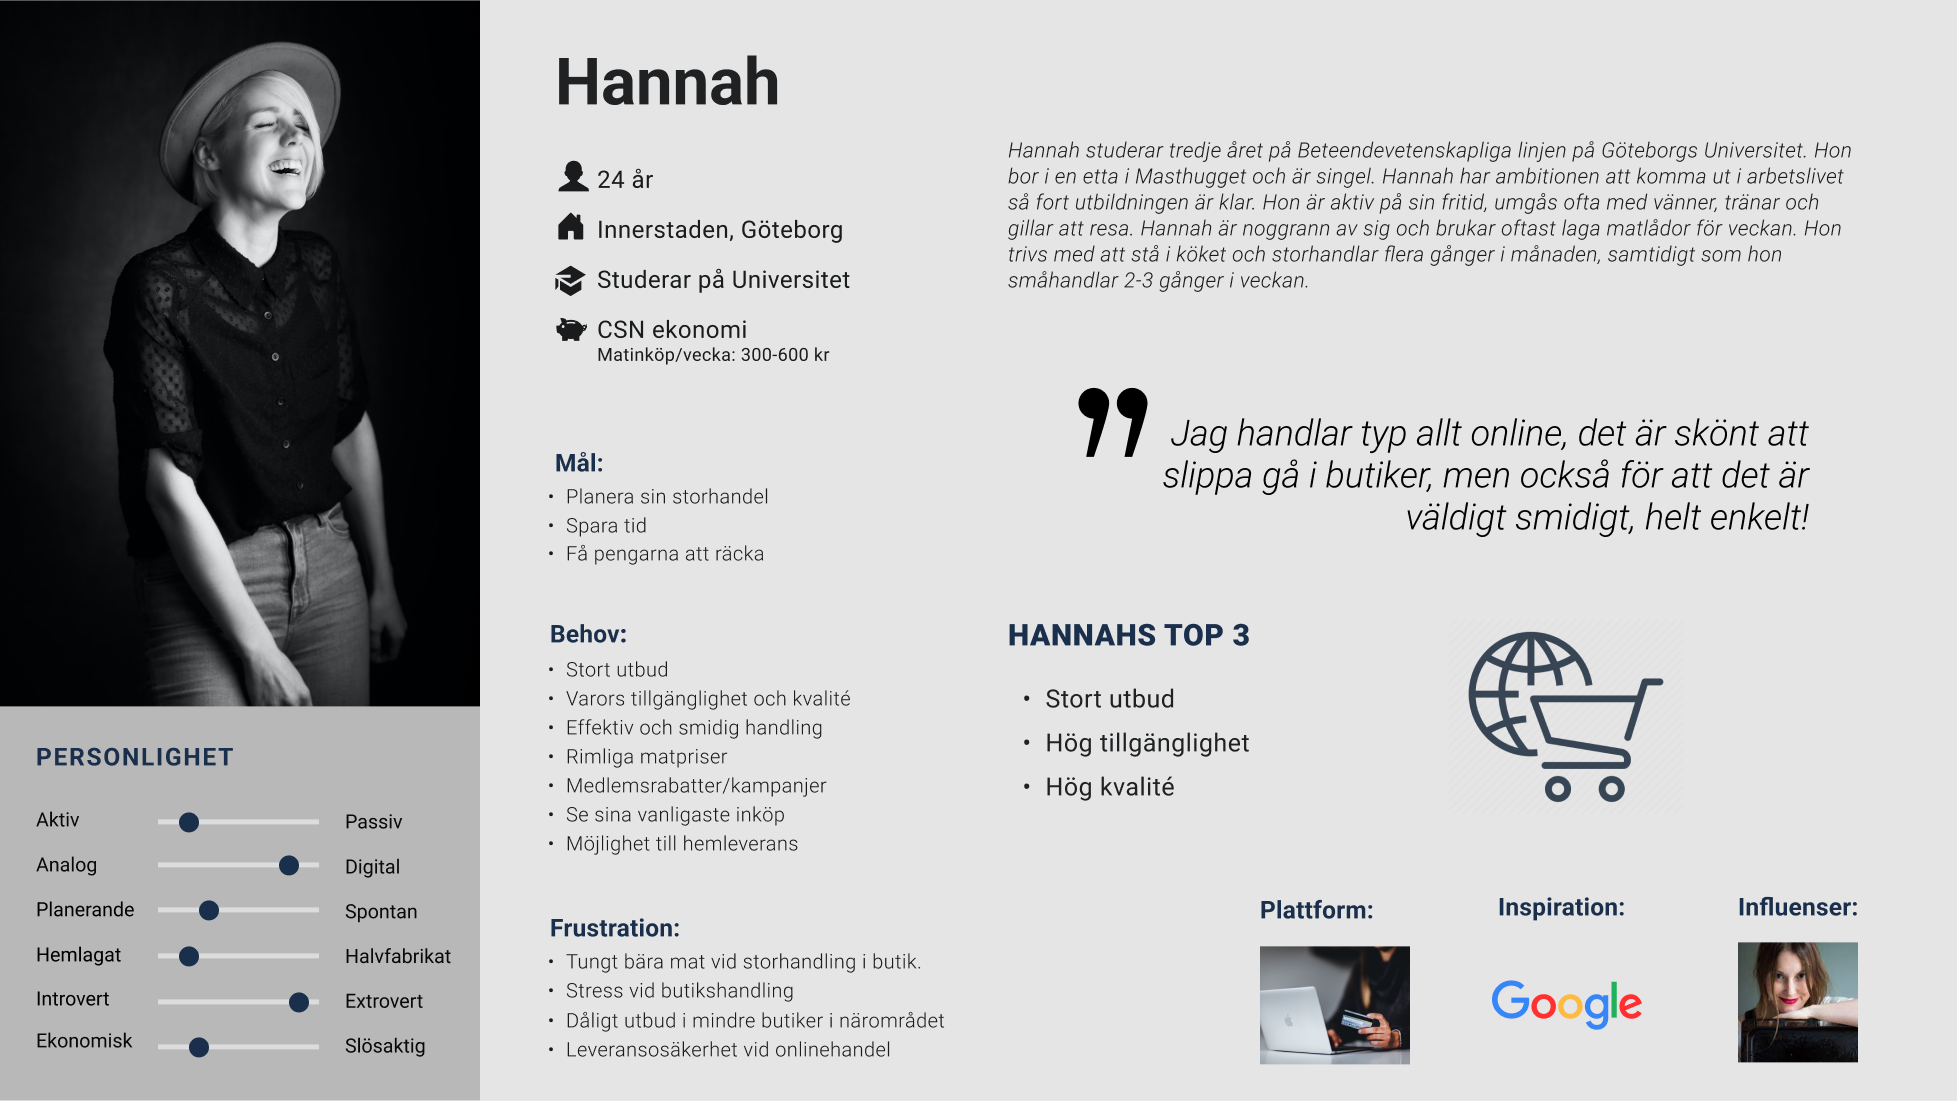 Hannah
24 år
Innerstaden, Göteborg
Studerar på Universitet
CSN ekonomi
Matinköp/vecka: 300-600 kr
Hannah studerar tredje året på Beteendevetenskapliga linjen på Göteborgs Universitet. Hon
bor i en etta i Masthugget och är singel. Hannah har ambitionen att komma ut i arbetslivet
så fort utbildningen är klar. Hon är aktiv på sin fritid, umgås ofta med vänner, tränar och
gillar att resa. Hannah är noggrann av sig och brukar oftast laga matlådor för veckan. Hon
trivs med att stå i köket och storhandlar flera gånger i månaden, samtidigt som hon
småhandlar 2-3 gånger i veckan.
” Jag handlar typ allt online, det är skönt att
slippa gå i butiker, men också för att det är
väldigt smidigt, helt enkelt!
Mål:
• Planera sin storhandel
• Spara tid
• Få pengarna att räcka
Behov:
• Stort utbud
• Varors tillgänglighet och kvalité
• Effektiv och smidig handling
• Rimliga matpriser
• Medlemsrabatter/kampanjer
• Se sina vanligaste inköp
• Möjlighet till hemleverans
Frustration:
• Tungt bära mat vid storhandling i butik.
• Stress vid butikshandling
• Dåligt utbud i mindre butiker i närområdet
• Leveransosäkerhet vid onlinehandel
HANNAHS TOP 3
• Stort utbud
• Hög tillgänglighet
• Hög kvalité
Plattform:
Inspiration:
Google
Influenser:
PERSONLIGHET
Aktiv Passiv
Analog Digital
Planerande Spontan
Hemlagat Halvfabrikat
Introvert Extrovert
Ekonomisk Slösaktig